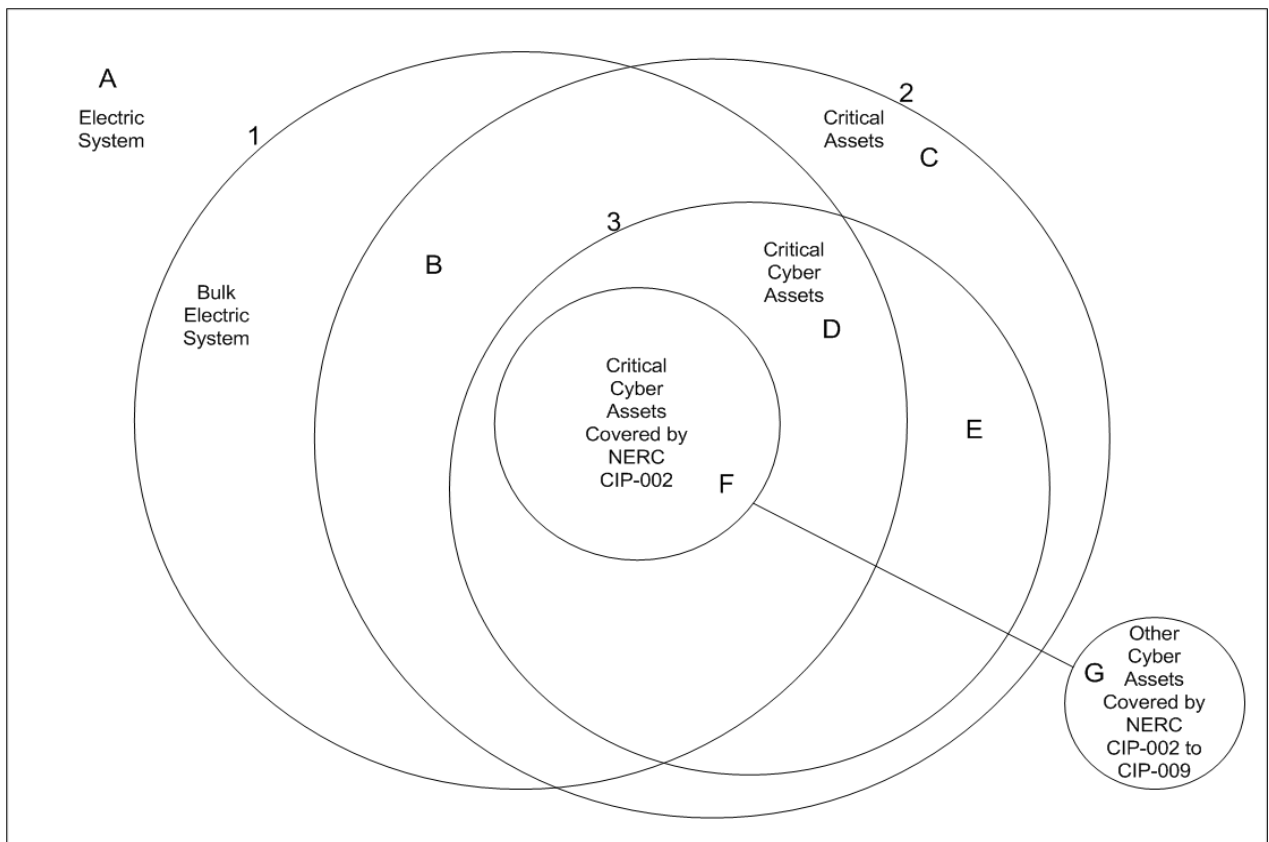 A
Electric
System
1
2
Critical
Assets
C
3
B
Critical
Cyber
Assets
D
Bulk
Electric
System
Critical
Cyber
Assets
Covered by
NERC
CIP-002
F
E
Other
Cyber
G
Assets
Covered by
NERC
CIP-002 to
CIP-009